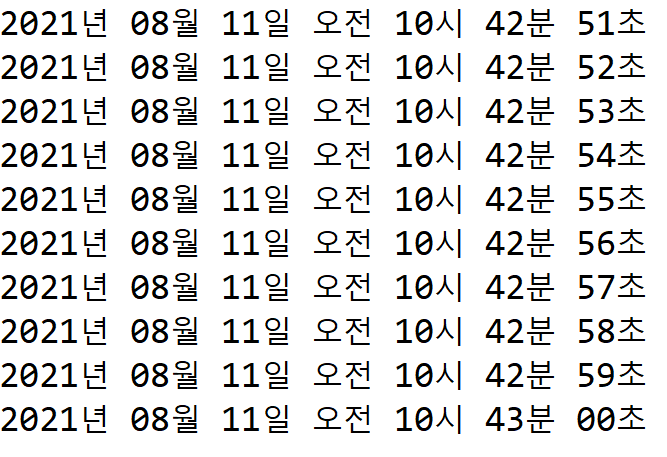 2021년 08월 11일 오전 10시 42분 51초
2021년 08월 11일 오전 10시 42분 52초
2021년 08월 11일 오전 10시 42분 53초
2021년 08월 11일 오전 10시 42분 54초
2021년 08월 11일 오전 10시 42분 55초
2021년 08월 11일 오전 10시 42분 56초
2021년 08월 11일 오전 10시 42분 57초
2021년 08월 11일 오전 10시 42분 58초
2021년 08월 11일 오전 10시 42분 59초
2021년 08월 11일 오전 10시 43분 00초